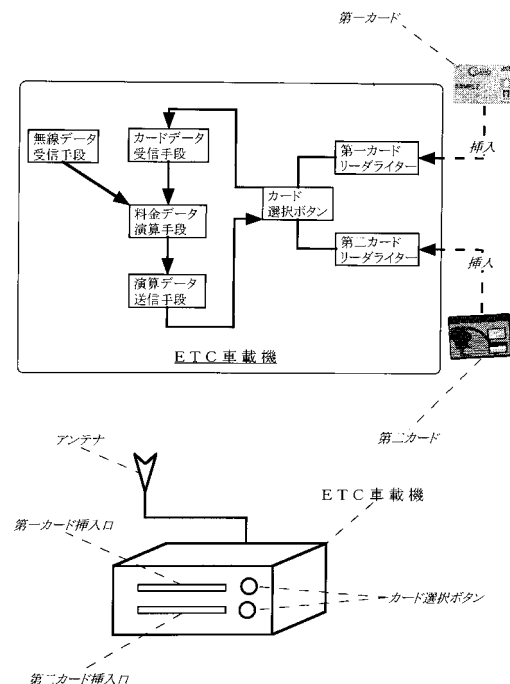 第一カード
挿入
無線データ
受信手段
カードデータ
受信手段
第一カード
リーダライター
カード
選択ボタン
料金データ
演算手段
第二カード
リーダライター
挿入
演算データ
送信手段
ETC車載機
第二カード
アンテナ
ETC車載機
第一カード挿入口
カード選択ボタン
第二カード挿入口